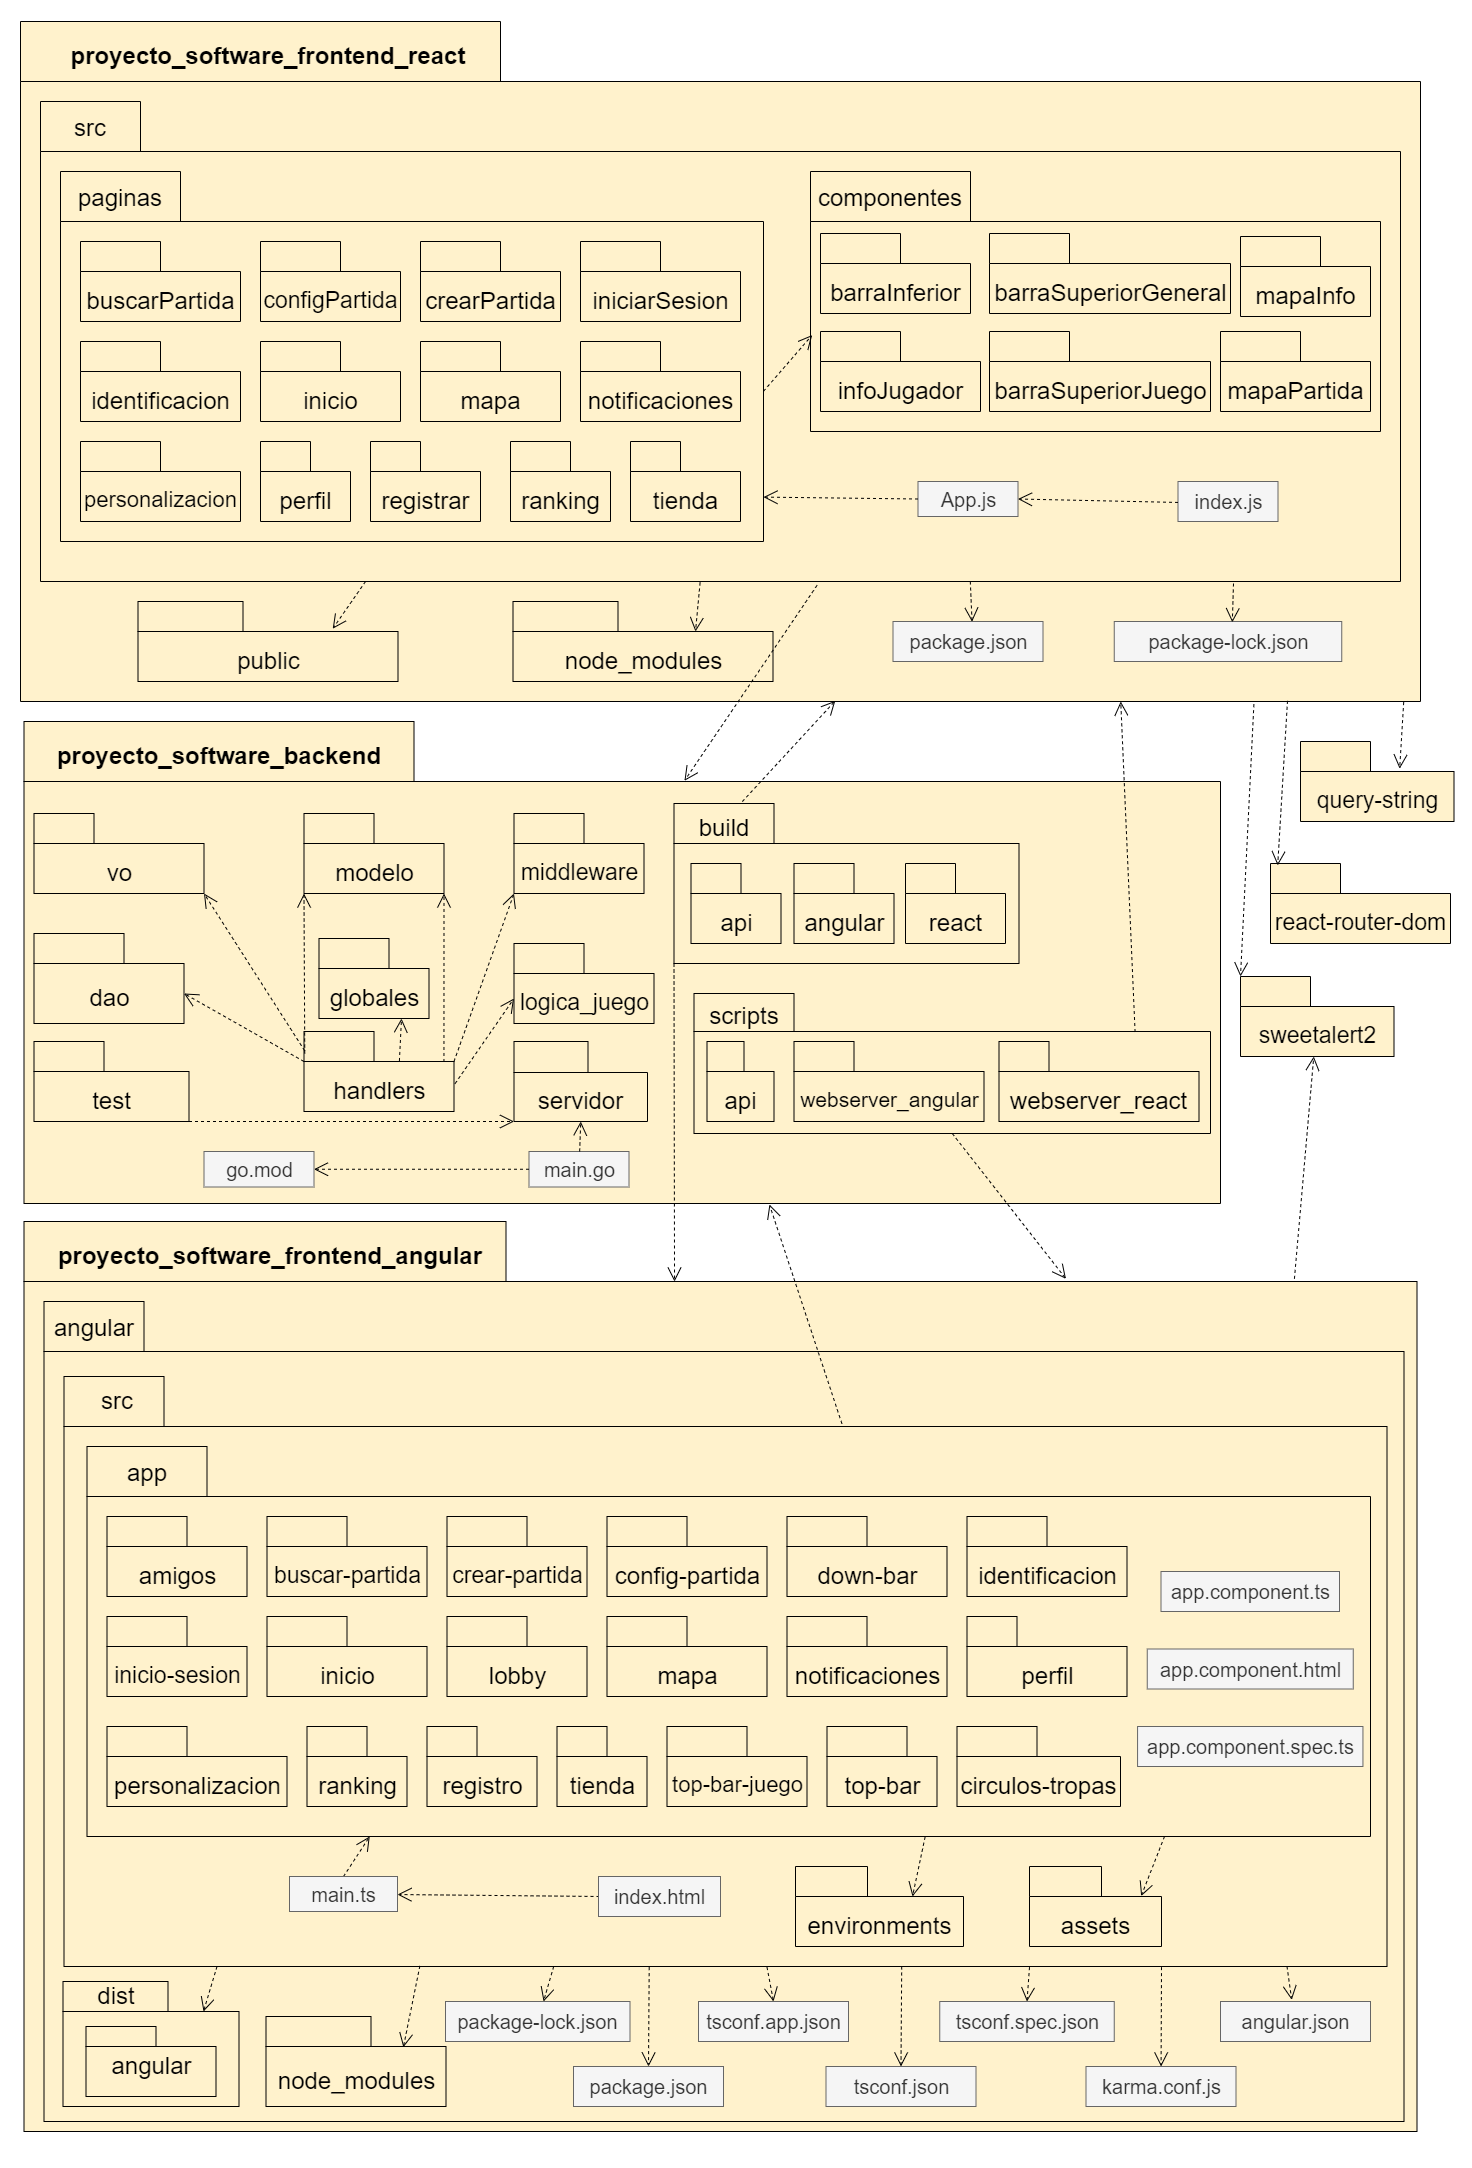 proyecto_software_frontend_react
src
paginas
componentes
buscarPartida
configPartida
crearPartida
iniciarSesion
barraInferior
barraSuperiorGeneral
mapaInfo
identificacion
inicio
mapa
notificaciones
infoJugador
barraSuperiorJuego
mapaPartida
personalizacion
perfil
registrar
ranking
tienda
App.js
index.js
public
node_modules
package.json
package-lock.json
proyecto_software_backend
query-string
build
vo
modelo
middleware
api
angular
react
react-router-dom
dao
globales
logica_juego
scripts
sweetalert2
test
handlers
servidor
api
webserver_angular
webserver_react
go.mod
main.go
proyecto_software_frontend_angular
angular
src
app
amigos
buscar-partida
crear-partida
config-partida
down-bar
identificacion
app.component.ts
inicio-sesion
inicio
lobby
mapa
notificaciones
perfil
app.component.html
app.component.spec.ts
personalizacion
ranking
registro
tienda
top-bar-juego
top-bar
circulos-tropas
main.ts
index.html
environments
assets
dist
angular
node_modules
package-lock.json
package.json
tsconf.app.json
tsconf.json
tsconf.spec.json
karma.conf.js
angular.json